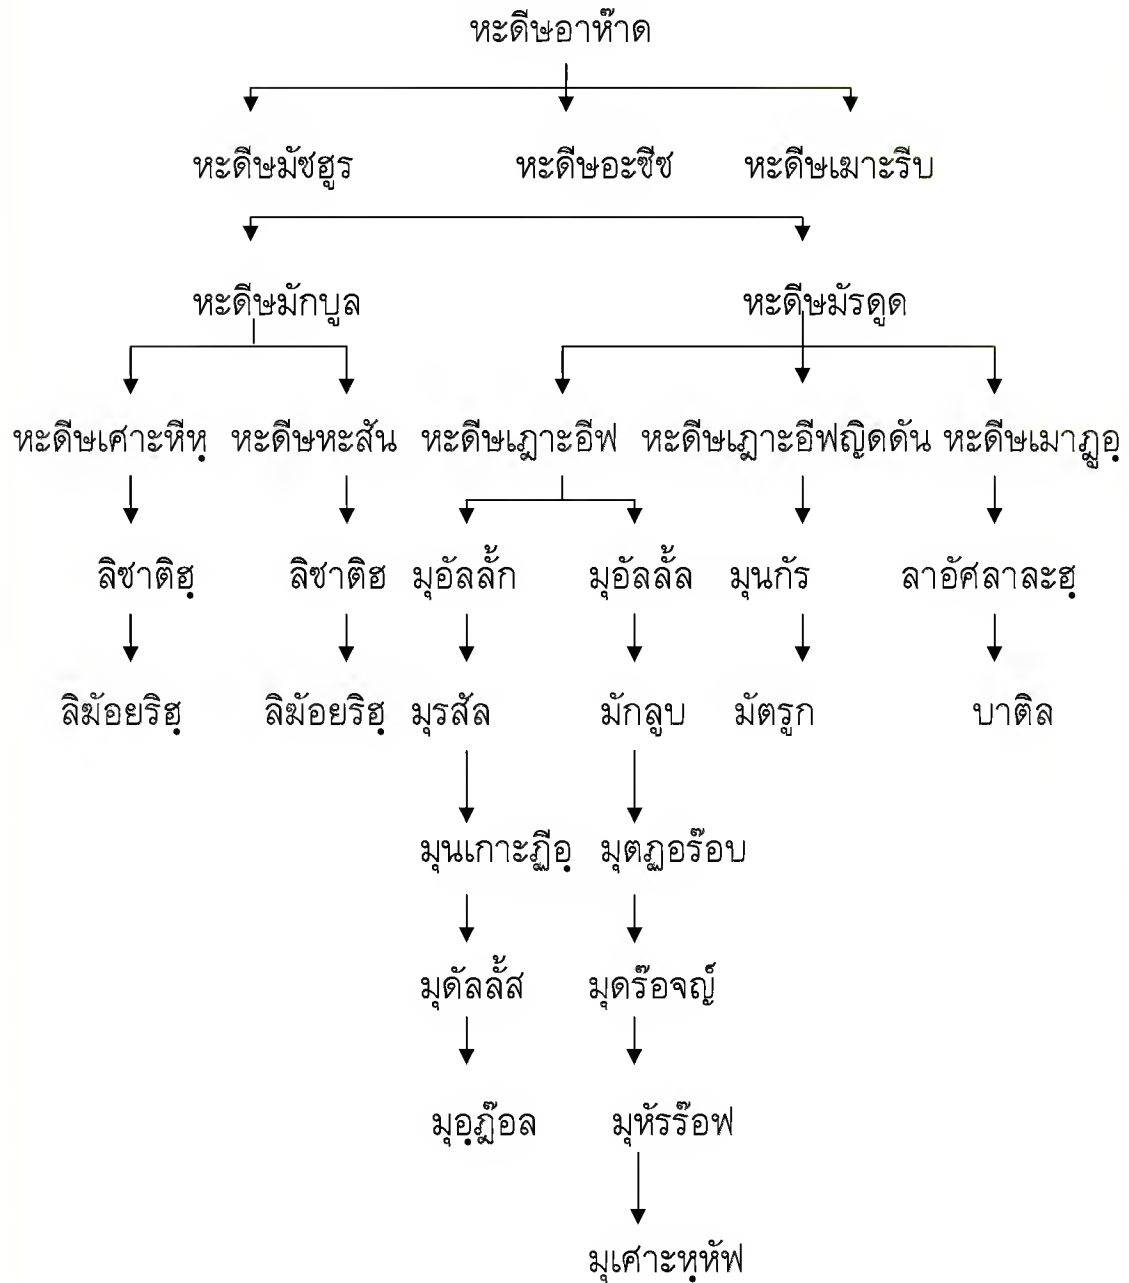 หะดีษอาห๊าด
หะดีษมัชฮูร หะดีษอะซีซ หะดีษเฆาะรีบ
หะดีษมักบูล หะดีษมัรดูด
หะดีษเศาะหีหฺ หะดีษหะสัน หะดีษเฎาะอีฟ หะดีษเฎาะอีฟญิดดัน หะดีษเมาฎูอฺ
ลิซาติฮฺ ลิซาติฮ มุอัลลั้ก มุอัลลั้ล มุนกัร ลาอัศลาละฮฺ
ลิฆ้อยริฮฺ ลิฆ้อยริฮฺ มุรสัล มักลูบ มัตรูก บาติล
มุนเกาะฏีอฺ มุตฏอร๊อบ
มุดัลลั้ส มุดร๊อจญ์
มุอฺฎ๊อล มุหัรร๊อฟ
มุเศาะหฺหัฟ